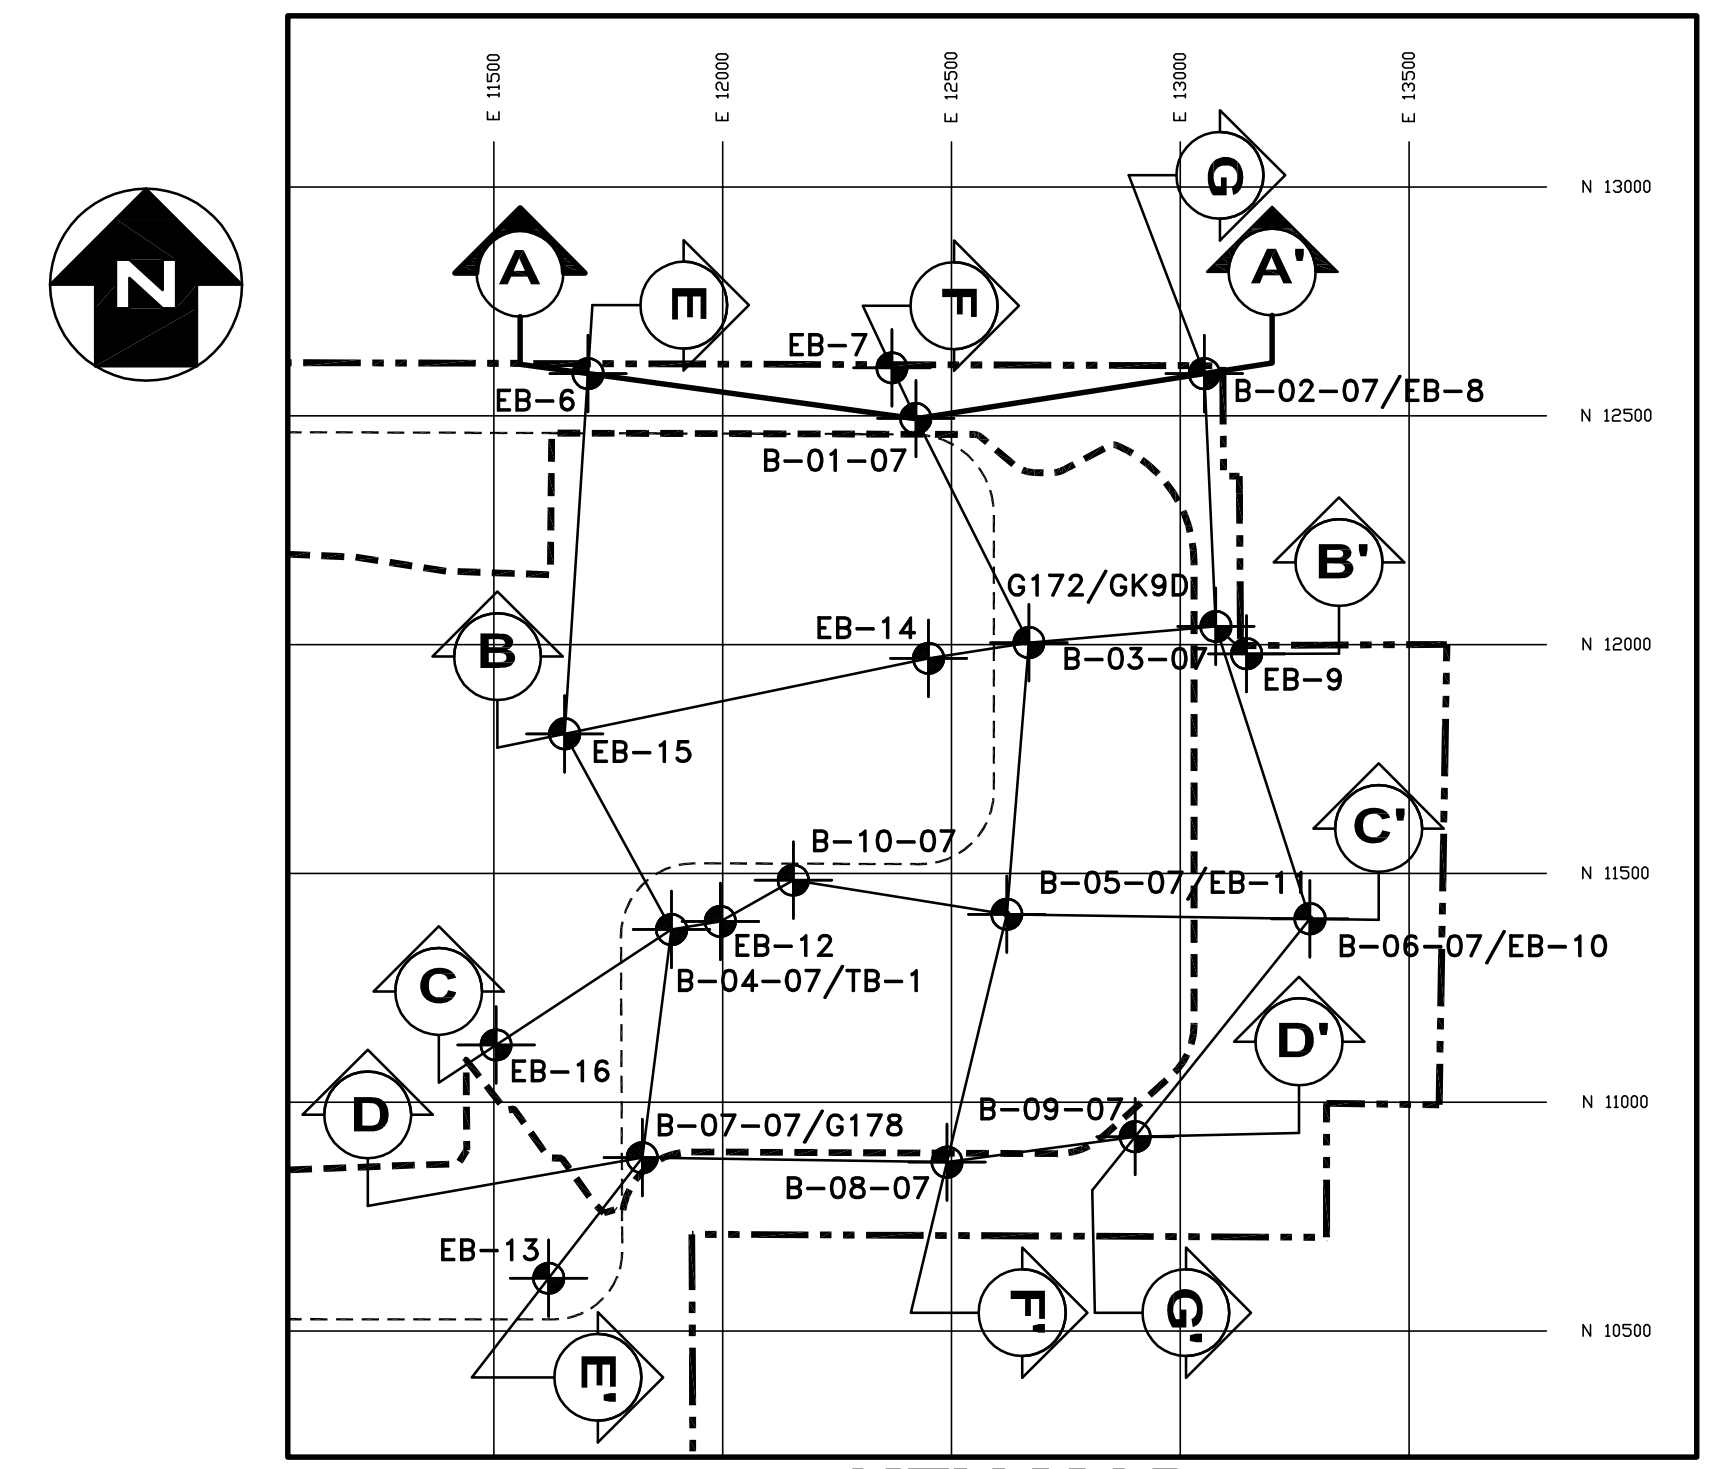 E 11500
E 12000
E 12500
E 13000
E 13500
G
N 13000
N
A
E
F
A'
EB-7
EB-6
B-02-07/EB-8
N 12500
B-01-07
B'
G172/GK9D
EB-14
B
B-03-07
N 12000
EB-9
EB-15
C'
B-10-07
B-05-07/EB-11
N 11500
EB-12
B-06-07/EB-10
B-04-07/TB-1
C
D'
EB-16
D
B-09-07
N 11000
B-07-07/G178
B-08-07
EB-13
F'
G'
N 10500
E'